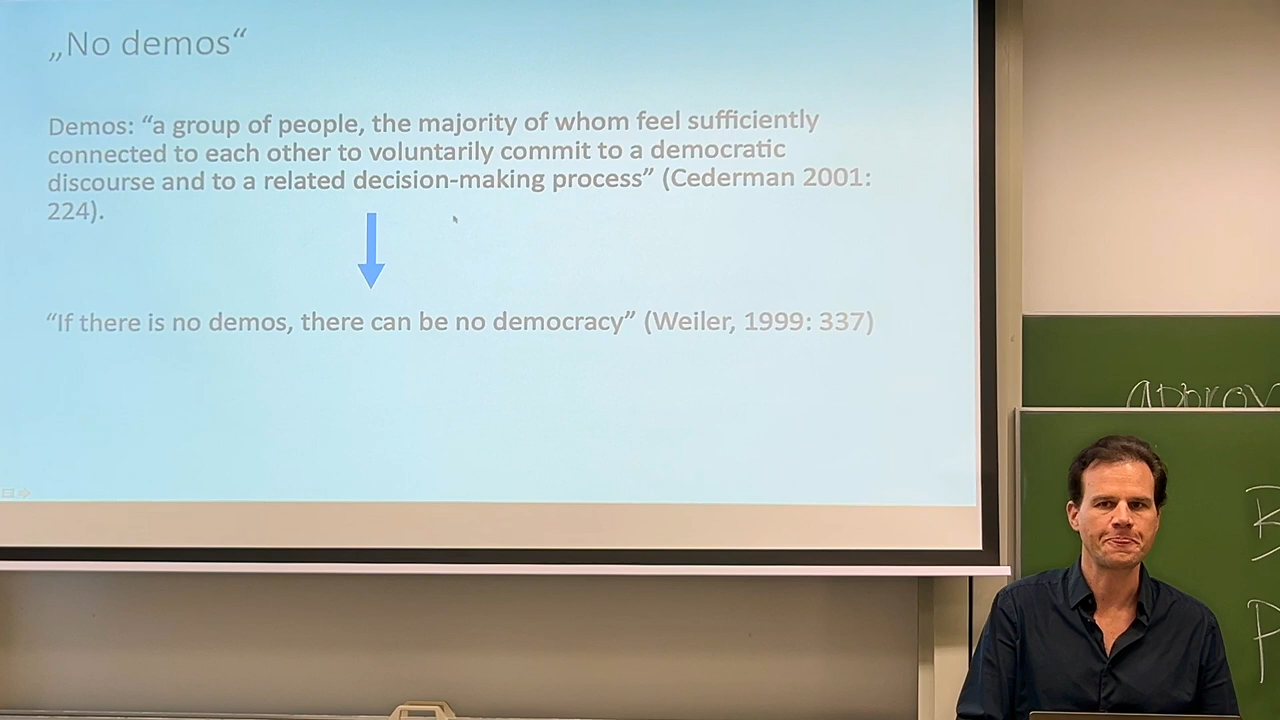 „No demos“
Demos: “a group of people, the majority of whom feel sufficiently
connected to each other to voluntarily commit to a democratic
discourse and to a related decision-making process” (Cederman 2001:
224).
“If there is no demos, there can be no democracy” (Weiler, 1999: 337)